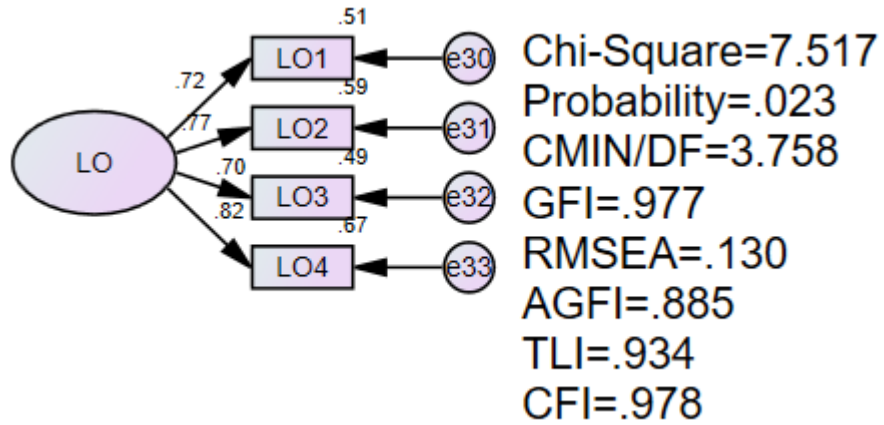 .51
LO1
e30
.72
.59
LO2
e31
.77
.49
LO
LO3
e32
.70
.67
LO4
e33
.82
Chi-Square=7.517
Probability=.023
CMIN/DF=3.758
GFI=.977
RMSEA=.130
AGFI=.885
TLI=.934
CFI=.978